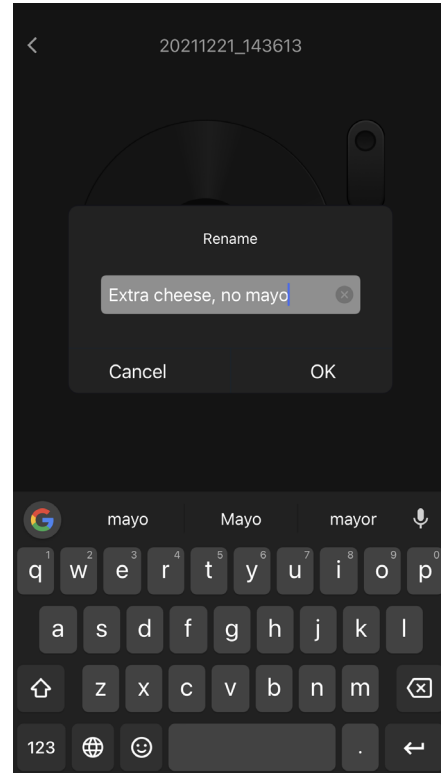 20211221_143613
Rename
Extra cheese, no mayo
Cancel OK
mayo Mayo mayor
1 2 3 4 5 6 7 8 9 0
q w e r t y u i o p
a s d f g h j k l
z x c v b n m
123 .